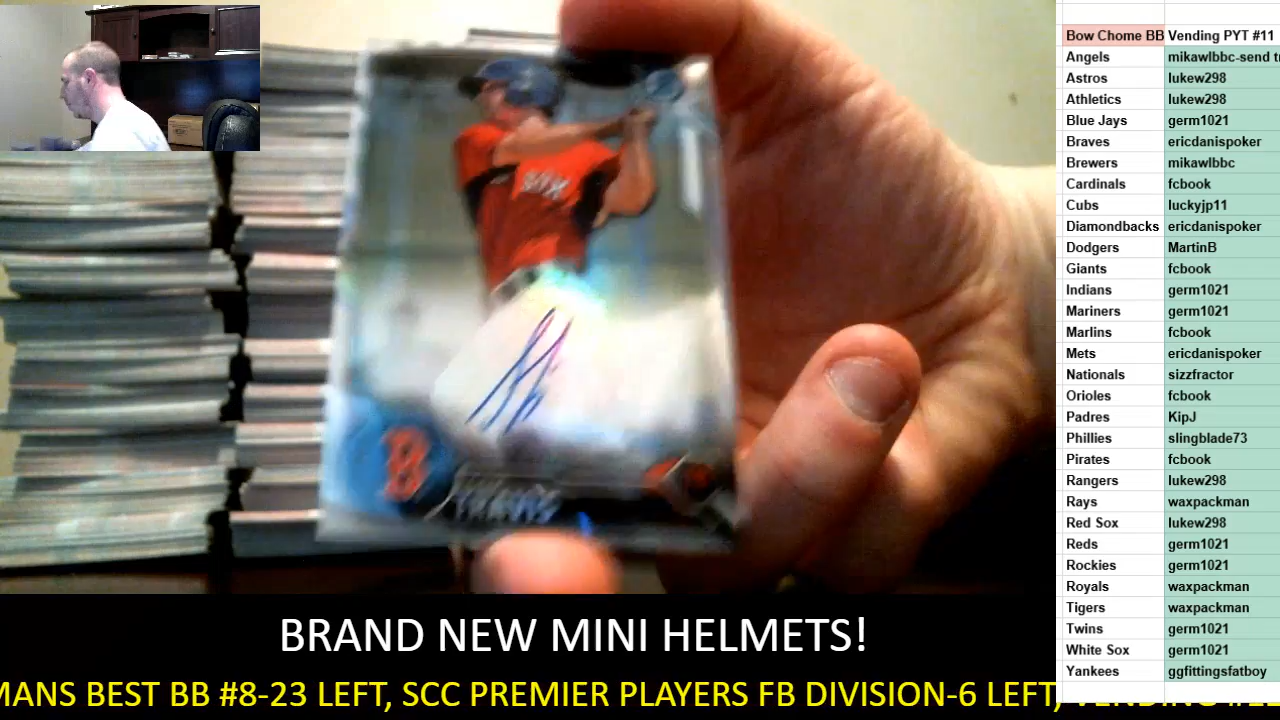 Bow Chome BB Vending PYT #11
Angels mikawlbbc-send tr
Astros lukew298
Athletics lukew298
Blue Jays germ1021
Braves ericdanispoker
Brewers mikawlbbc
Cardinals fcbook
Cubs luckyjp11
Diamondbacks ericdanispoker
Dodgers MartinB
Giants fcbook
Indians germ1021
Mariners germ1021
Marlins fcbook
Mets ericdanispoker
Nationals sizzfractor
Orioles fcbook
Padres KipJ
Phillies slingblade73
Pirates fcbook
Rangers lukew298
Rays waxpackman
Red Sox lukew298
Reds germ1021
Rockies germ1021
Royals waxpackman
Tigers waxpackman
Twins germ1021
White Sox germ1021
Yankees ggfittingsfatboy
SOX
B
TRAVIS
BRAND NEW MINI HELMETS!
MANS BEST BB #8-23 LEFT, SCC PREMIER PLAYERS FB DIVISION-6 LEFT,